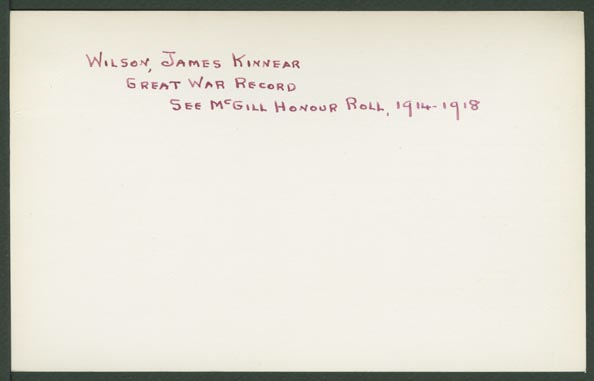 Wilson, James Kinnear
Great War Record
See McGill Honour Roll, 1914-1918